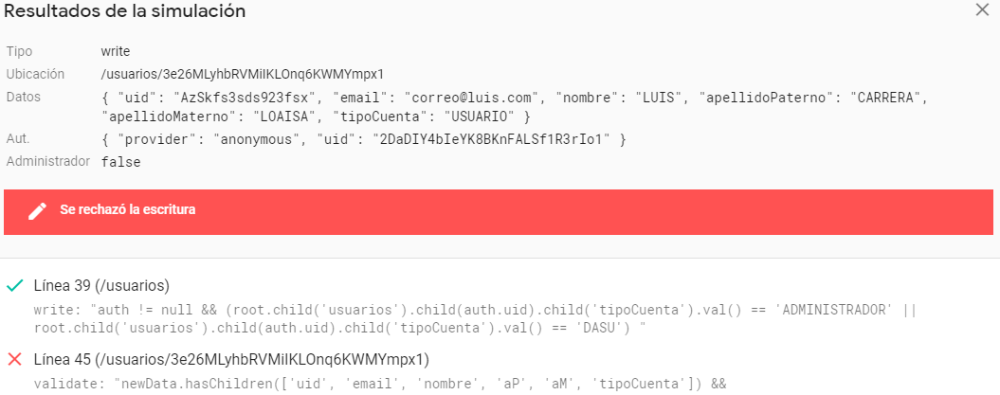 Resultados de la simulación
Tipo write
Ubicación /usuarios/3e26MLyhbRVMiIKLOnq6KWMYmpx1
Datos { "uid": "AzSkfs3sds923fsx", "email": "correo@luis.com", "nombre": "LUIS", "apellidoPaterno": "CARRERA",
"apellidoMaterno": "LOAISA", "tipoCuenta": "USUARIO" }
Aut. { "provider": "anonymous", "uid": "2DaDIY4bIeYK8BKnFALSf1R3rIo1" }
Administrador false
Se rechazó la escritura
Línea 39 (/usuarios)
write: "auth != null && (root.child('usuarios').child(auth.uid).child('tipoCuenta').val() == 'ADMINISTRADOR' ||
root.child('usuarios').child(auth.uid).child('tipoCuenta').val() == 'DASU') "
Línea 45 (/usuarios/3e26MLyhbRVMiIKLOnq6KWMYmpx1)
validate: "newData.hasChildren(['uid', 'email', 'nombre', 'aP', 'aM', 'tipoCuenta']) &&